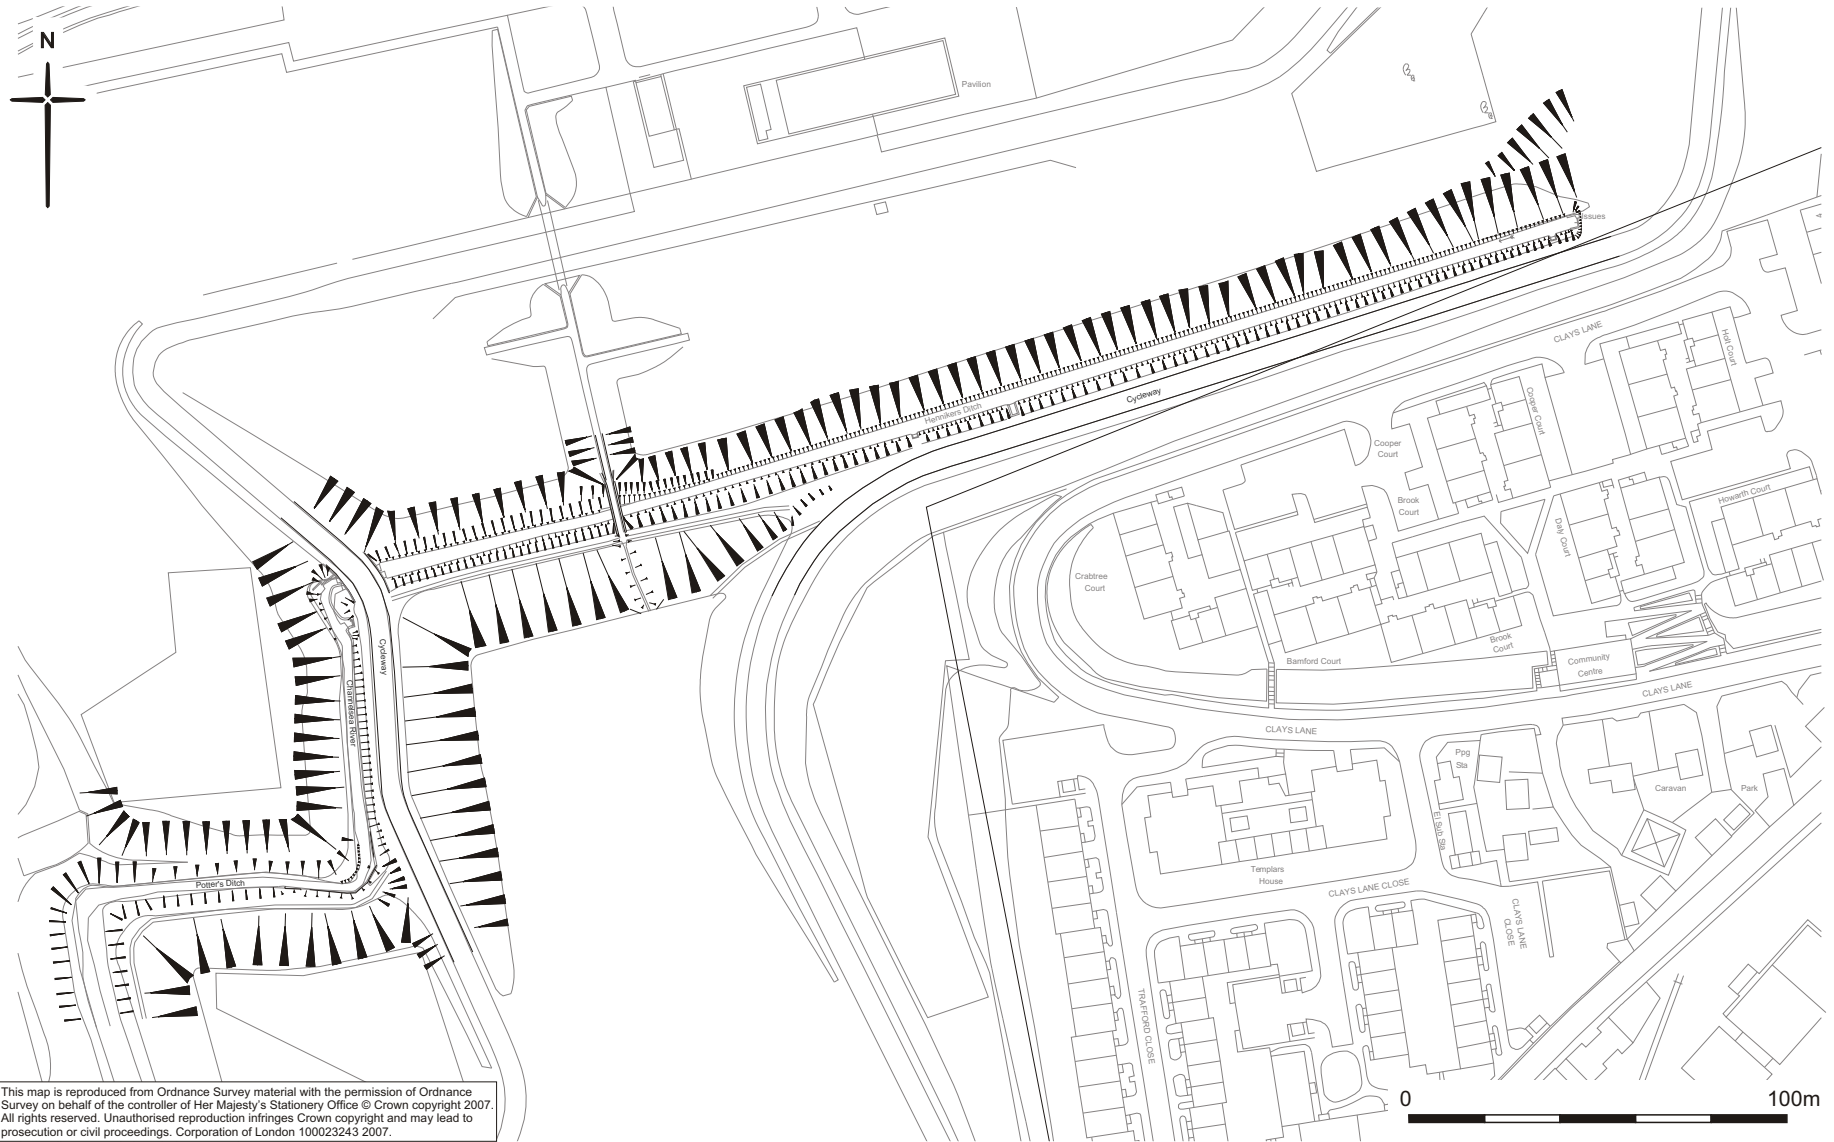 N
Pavilion
Issues
CLAYS LANE
Holt Court
Hennikers Ditch
Cycleway
Cooper Court
Cooper
Court
Brook
Court
Howarth Court
Daly Court
Crabtree
Court
Cycleway
Channelsea River
Brook
Court
Bamford Court
Community
Centre
CLAYS LANE
CLAYS LANE
Ppg
Sta
Caravan
Park
El Sub Sta
Templars
House
Potter's Ditch
CLAYS LANE CLOSE
CLAYS LANE
CLOSE
TRAFFORD CLOSE
This map is reproduced from Ordnance Survey material with the permission of Ordnance
Survey on behalf of the controller of Her Majesty's Stationery Office © Crown copyright 2007.
All rights reserved. Unauthorised reproduction infringes Crown copyright and may lead to
prosecution or civil proceedings. Corporation of London 100023243 2007.
0 100m